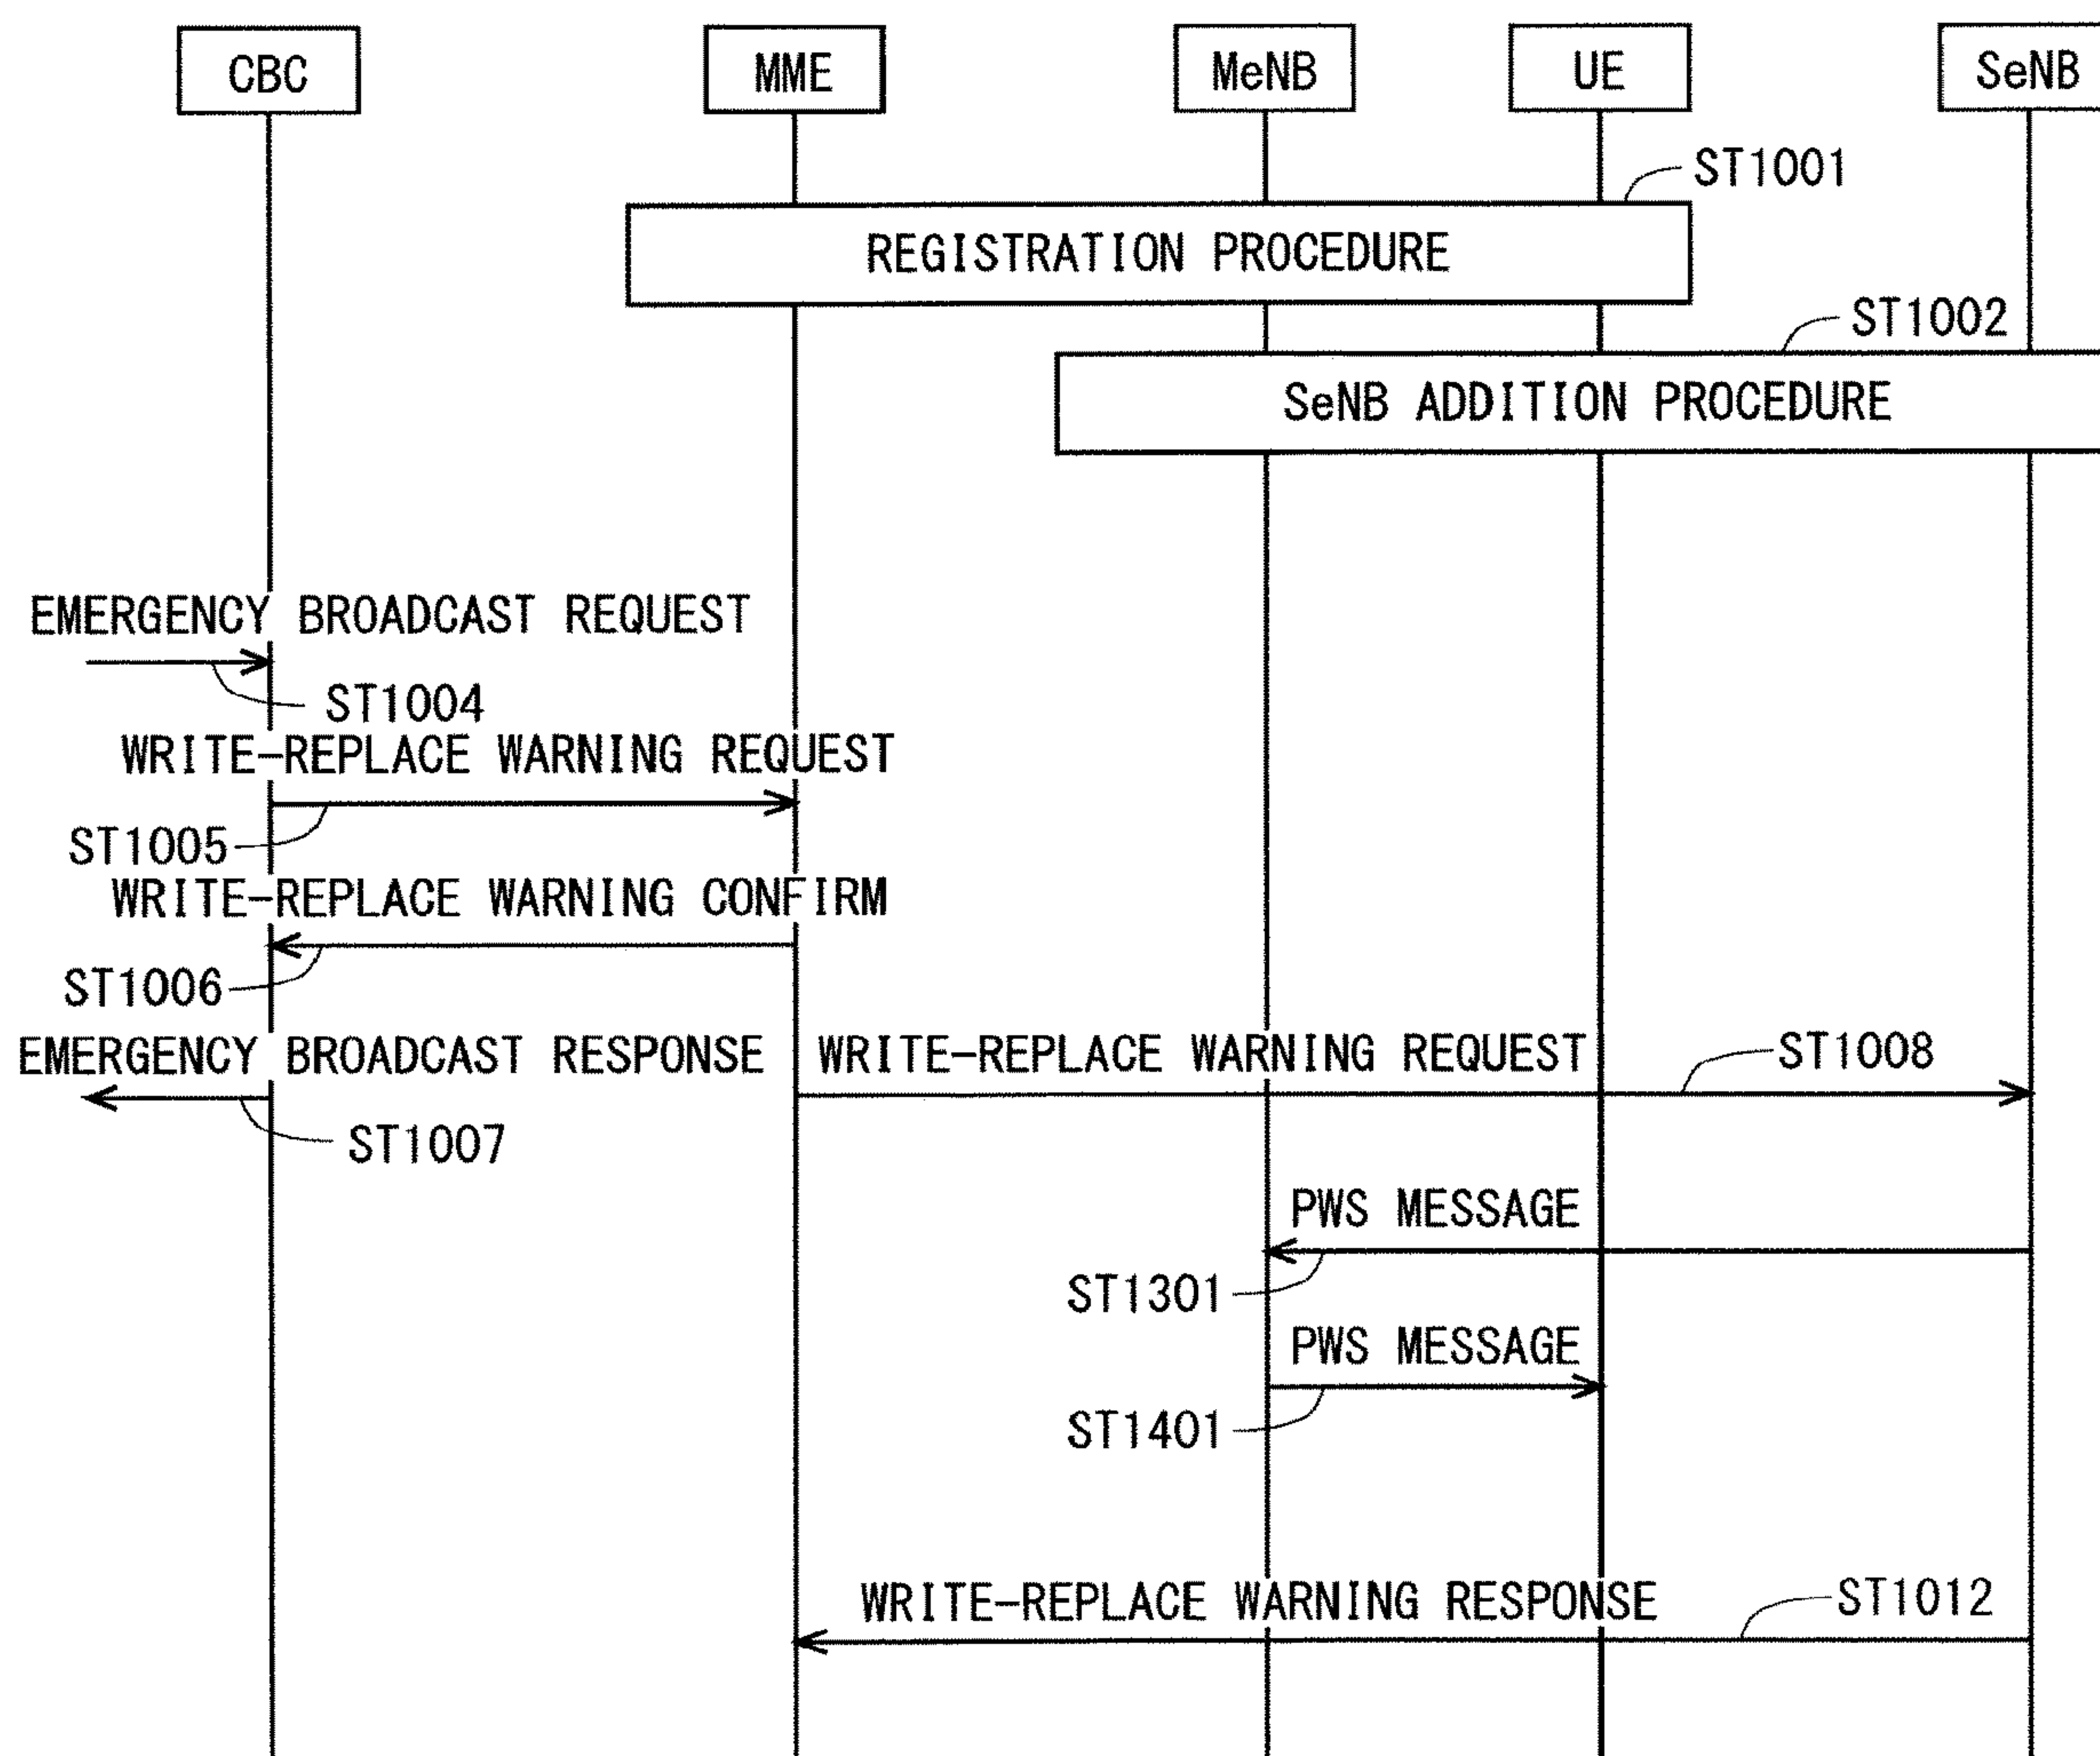 CBC
MME
MeNB
UE
SeNB
ST1001
REGISTRATION PROCEDURE
ST1002
SeNB ADDITION PROCEDURE
EMERGENCY BROADCAST REQUEST
ST1004
WRITE-REPLACE WARNING REQUEST
ST1005
WRITE-REPLACE WARNING CONFIRM
ST1006
EMERGENCY BROADCAST RESPONSE
WRITE-REPLACE WARNING REQUEST
ST1008
ST1007
PWS MESSAGE
ST1301
PWS MESSAGE
ST1401
WRITE-REPLACE WARNING RESPONSE
ST1012